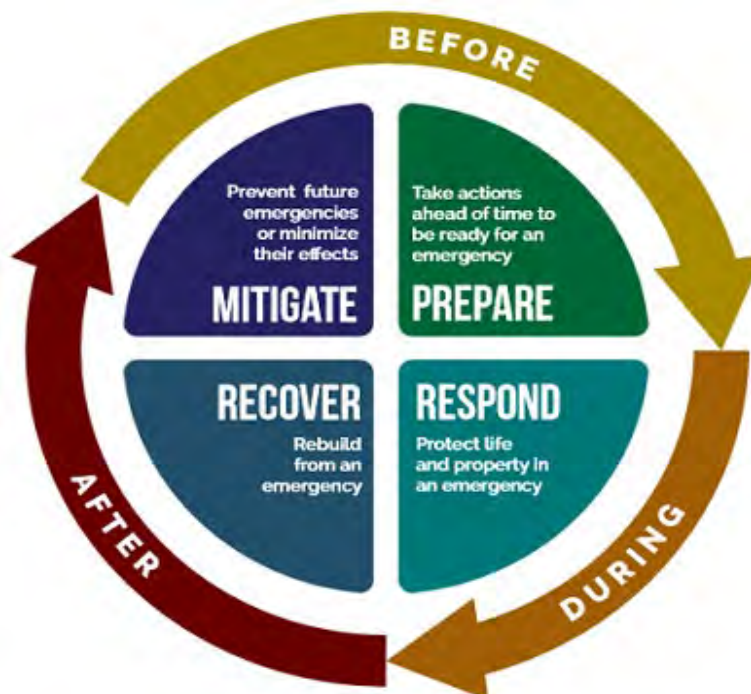 BEFORE
Prevent future
emergencies
or minimize
their effects
MITIGATE
Take actions
ahead of time to
be ready for an
emergency
PREPARE
RECOVER
Rebuild
from an
emergency
RESPOND
Protect life
and property in
an emergency
AFTER
DURING